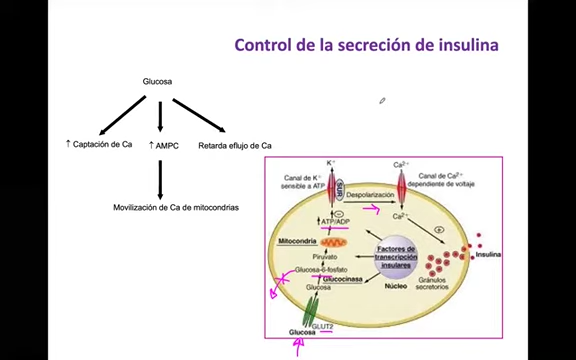 Control de la secreción de insulina
Glucosa
↑ Captación de Ca
↑ AMPC
Retarda eflujo de Ca
Movilización de Ca de mitocondrias
K⁺
Canal de K⁺
sensible a ATP
SUR
Despolarización
Ca²⁻
Canal de Ca²⁻
dependiente de voltaje
Ca²⁻
↑ ATP/ADP
Mitocondria
Piruvato
Glucosa-6-fosfato
Glucocinasa
Glucosa
GLUT2
Glucosa
Factores de
transcripción
insulares
Núcleo
Gránulos
secretorios
Insulina